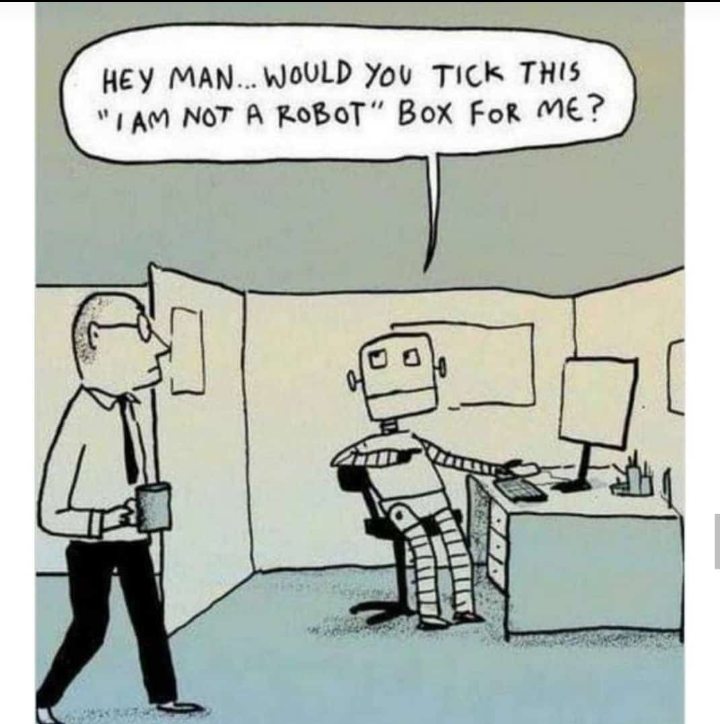 HEY MAN... WOULD YOU TICK THIS
"I AM NOT A ROBOT" BOX FOR ME?